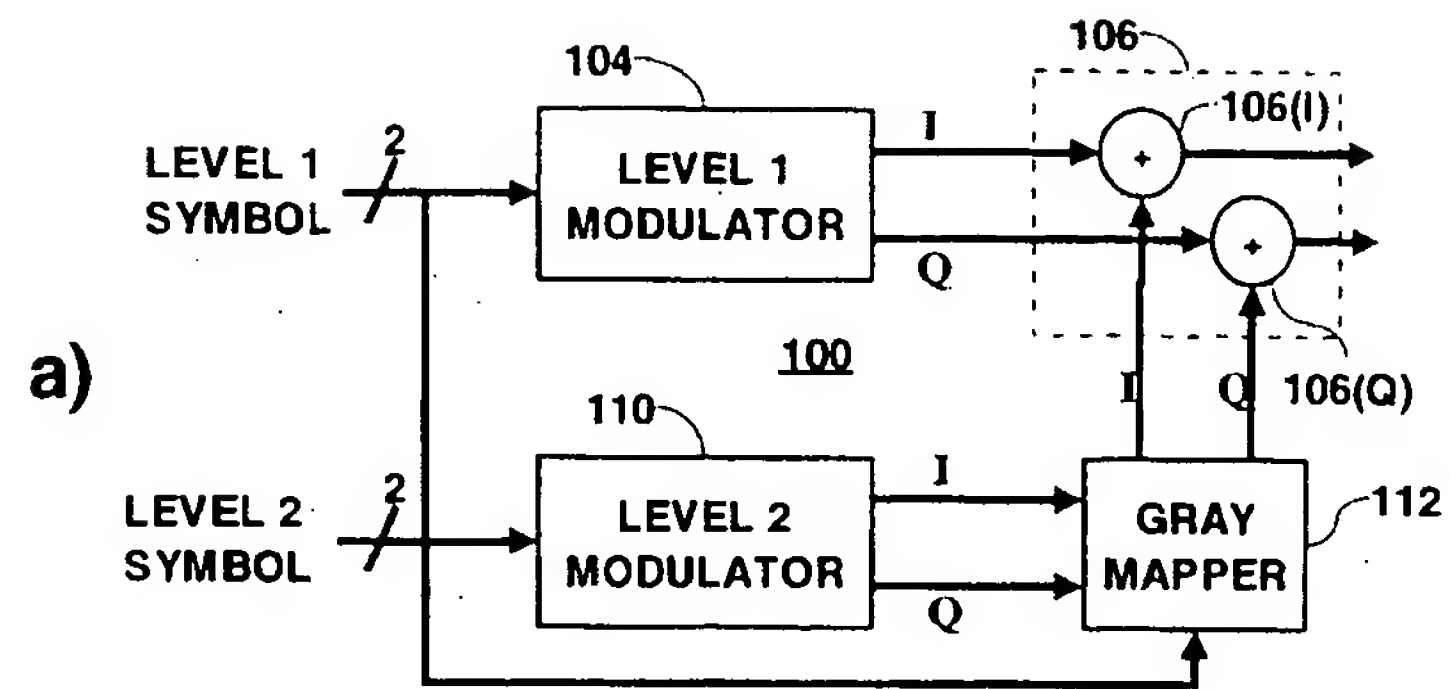 106
104
106(I)
2
I
LEVEL 1
SYMBOL
LEVEL 1
MODULATOR
+
+
Q
a)
100
I
Q
106(Q)
110
2
I
LEVEL 2
SYMBOL
LEVEL 2
MODULATOR
GRAY
MAPPER
112
Q